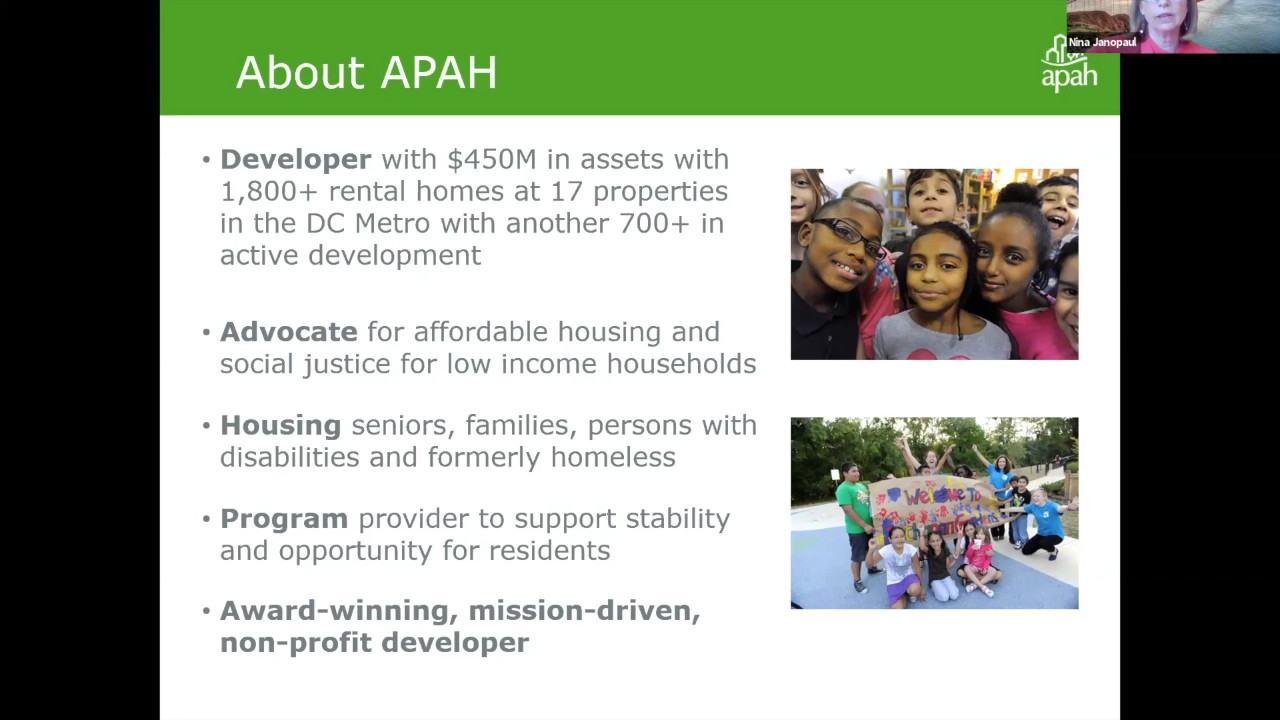 About APAH
Nina Janopaul
apah
• Developer with $450M in assets with
1,800+ rental homes at 17 properties
in the DC Metro with another 700+ in
active development
• Advocate for affordable housing and
social justice for low income households
• Housing seniors, families, persons with
disabilities and formerly homeless
• Program provider to support stability
and opportunity for residents
• Award-winning, mission-driven,
non-profit developer
Welcome To